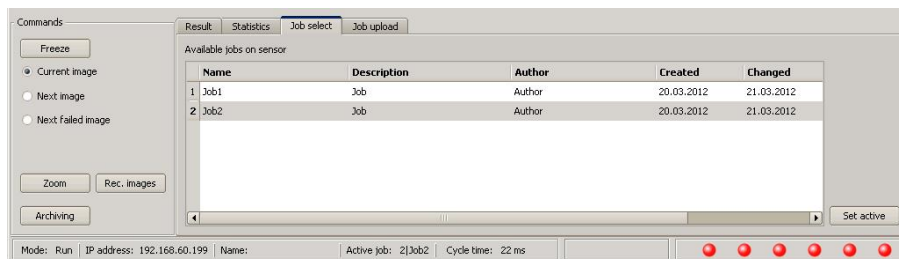 Commands
Freeze
Current image
Next image
Next failed image
Zoom Rec. images
Archiving
Result Statistics Job select Job upload
Available jobs on sensor
Name Description Author Created Changed
1 Job1 Job Author 20.03.2012 21.03.2012
2 Job2 Job Author 20.03.2012 21.03.2012
Set active
Mode: Run IP address: 192.168.60.199 Name: Active job: 2|Job2 Cycle time: 22 ms